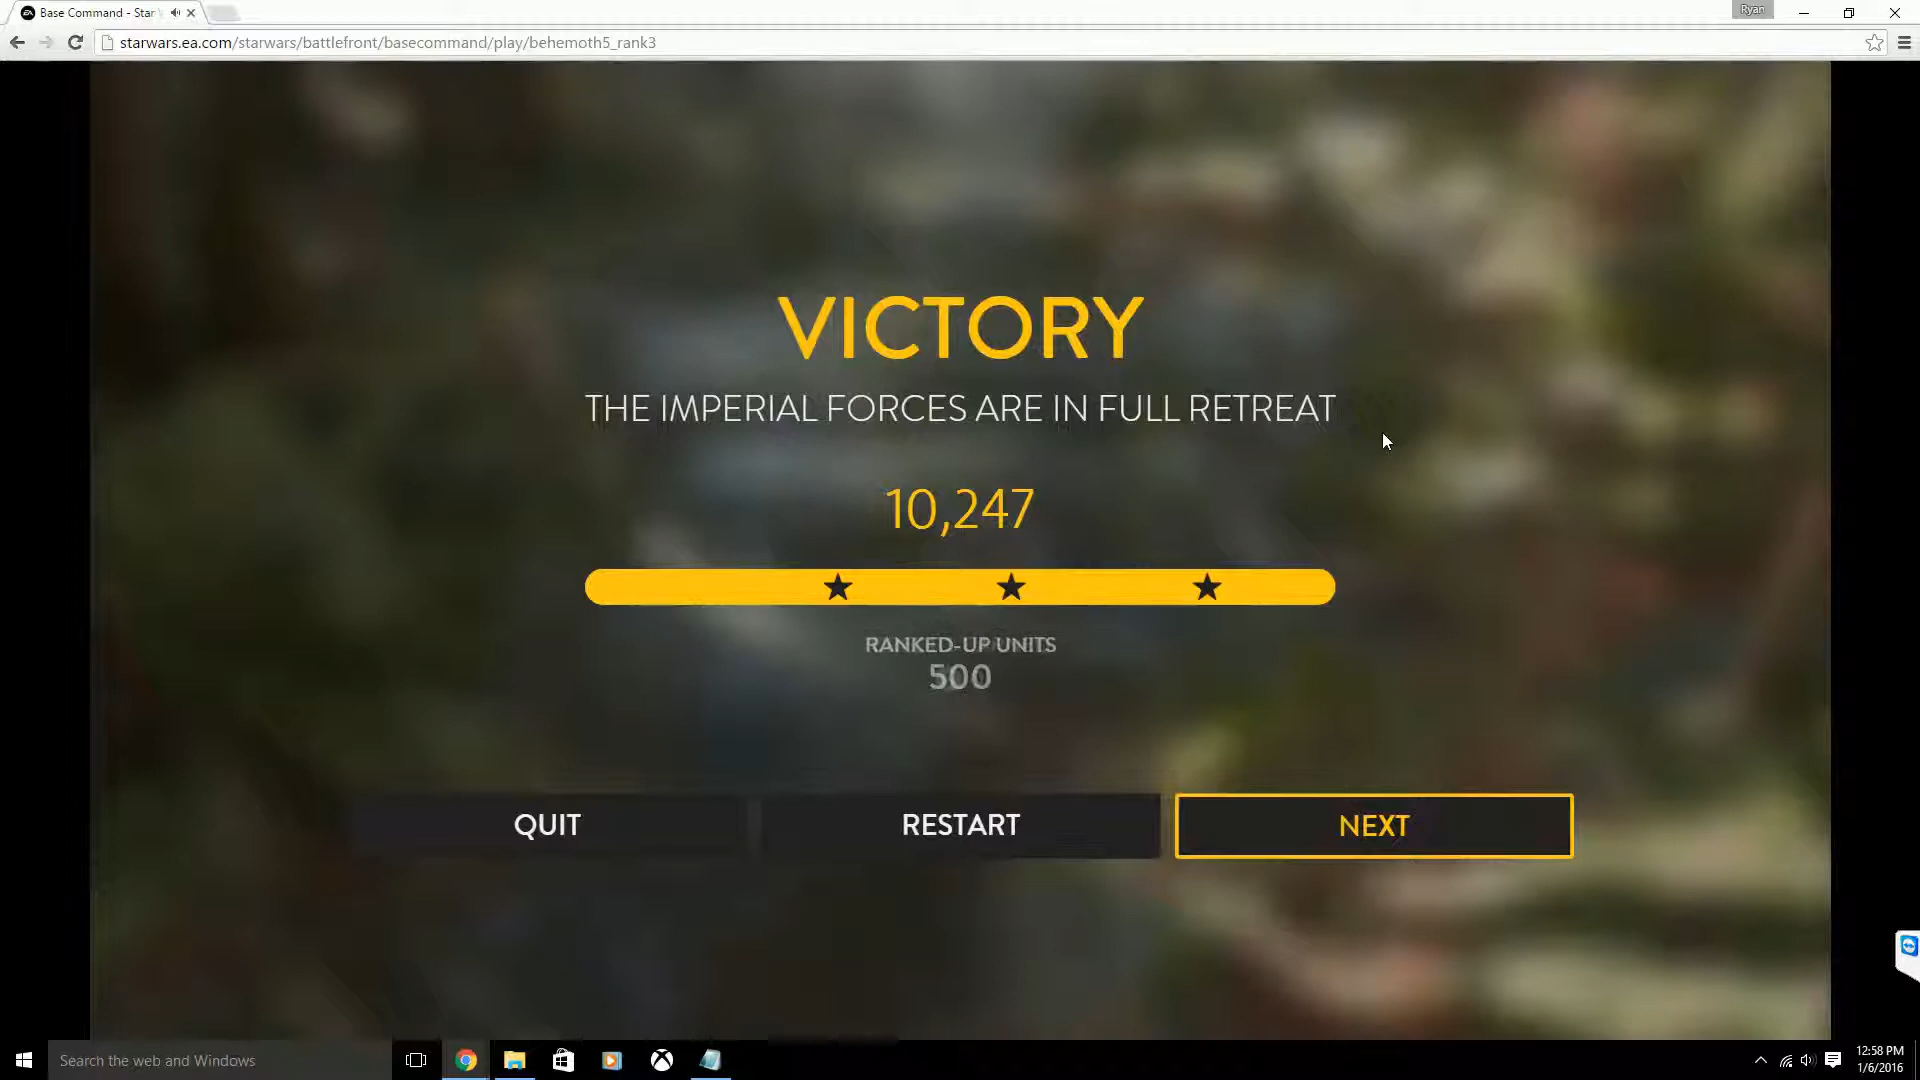 Base Command - Star
Ryan
starwars.ea.com/starwars/battlefront/basecommand/play/behemoth5_rank3
VICTORY
THE IMPERIAL FORCES ARE IN FULL RETREAT
10,247
RANKED-UP UNITS
500
QUIT
RESTART
NEXT
Search the web and Windows
12:58 PM
1/6/2016